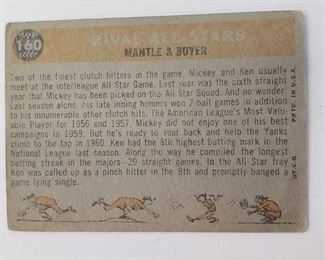 160
RIVAL ALL-STARS
MANTLE & BOYER
Two of the finest clutch hitters in the game, Mickey and Ken usually
meet at the interleague All Star Game. Last year was the sixth straight
year that Mickey has been picked on the All Star Squad. And no wonder.
Last season alone, his late inning homers won 7 ball games in addition
to his innumerable other clutch hits. The American League's Most Valu-
able Player for 1956 and 1957, Mickey did not enjoy one of his best
campaigns in 1959. But he's ready to roar back and help the Yanks
climb to the top in 1960. Ken had the 8th highest batting mark in the
National League last season. Along the way he compiled the longest
batting streak in the majors—29 straight games. In the All-Star fray
Ken was called up as a pinch hitter in the 8th and promptly banged a
game tying single.
©T. C. G. PRTD. IN U.S.A.